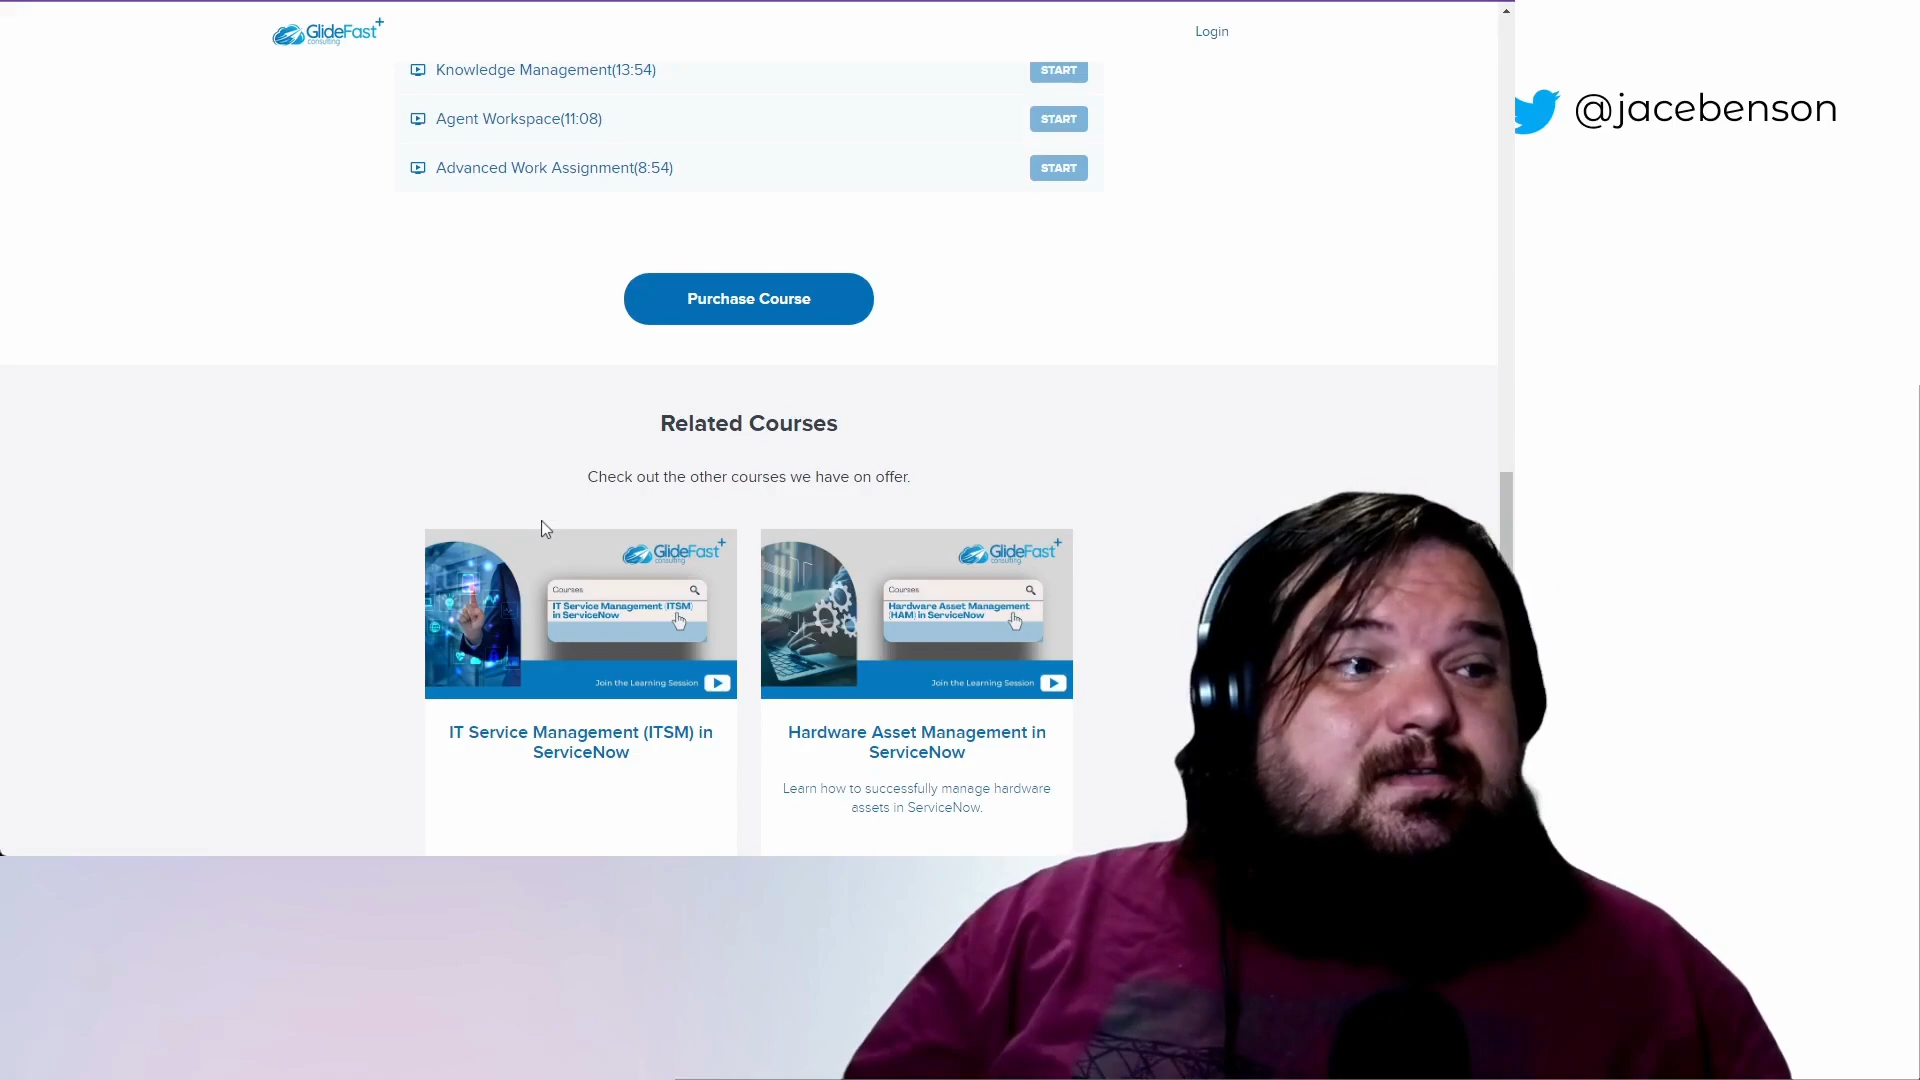 GlideFast+
consulting
Login
Knowledge Management(13:54)
START
Agent Workspace(11:08)
START
Advanced Work Assignment(8:54)
START
@jacebenson
Purchase Course
Related Courses
Check out the other courses we have on offer.
GlideFast+
consulting
Courses
IT Service Management (ITSM)
in ServiceNow
Join the Learning Session
GlideFast+
consulting
Courses
Hardware Asset Management
(HAM) in ServiceNow
Join the Learning Session
IT Service Management (ITSM) in
ServiceNow
Hardware Asset Management in
ServiceNow
Learn how to successfully manage hardware
assets in ServiceNow.